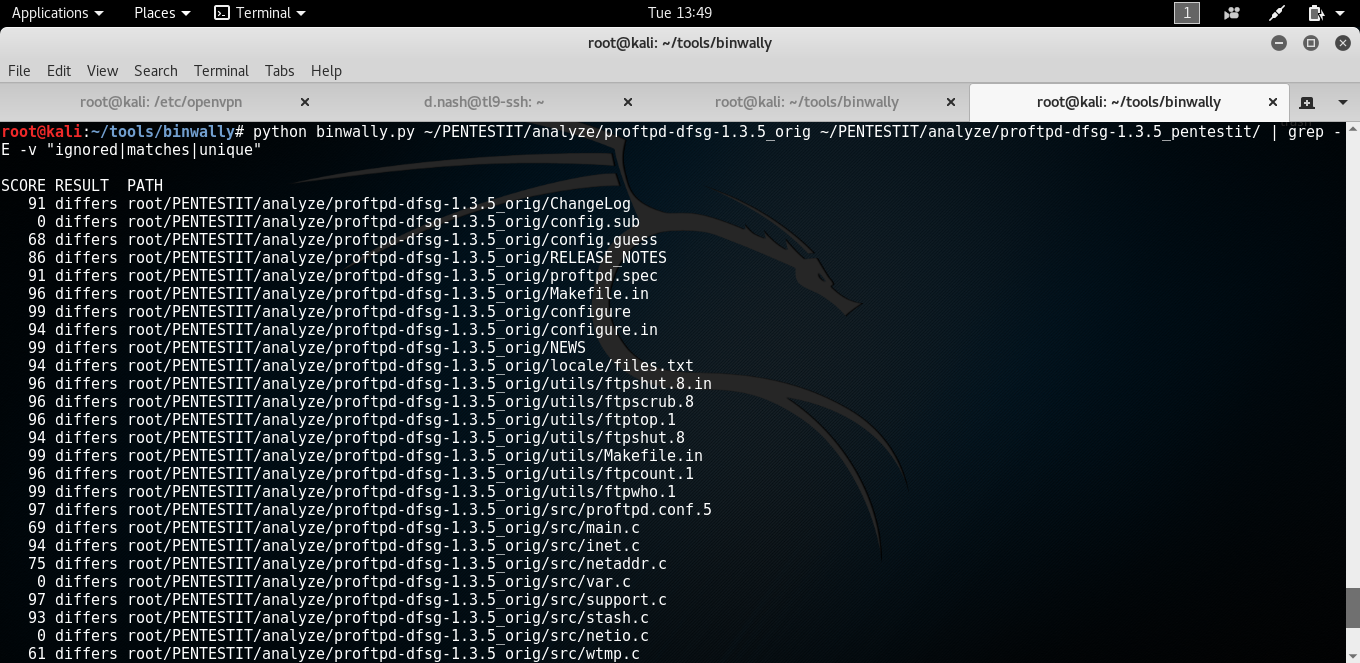 Applications Places Terminal Tue 13:49 1
root@kali: ~/tools/binwally
File Edit View Search Terminal Tabs Help
root@kali: /etc/openvpn × d.nash@tl9-ssh: ~ × root@kali: ~/tools/binwally × root@kali: ~/tools/binwally ×
root@kali:~/tools/binwally# python binwally.py ~/PENTESTIT/analyze/proftpd-dfsg-1.3.5_orig ~/PENTESTIT/analyze/proftpd-dfsg-1.3.5_pentestit/ | grep -
E -v "ignored|matches|unique"
SCORE RESULT  PATH
   91 differs root/PENTESTIT/analyze/proftpd-dfsg-1.3.5_orig/ChangeLog
    0 differs root/PENTESTIT/analyze/proftpd-dfsg-1.3.5_orig/config.sub
   68 differs root/PENTESTIT/analyze/proftpd-dfsg-1.3.5_orig/config.guess
   86 differs root/PENTESTIT/analyze/proftpd-dfsg-1.3.5_orig/RELEASE_NOTES
   91 differs root/PENTESTIT/analyze/proftpd-dfsg-1.3.5_orig/proftpd.spec
   96 differs root/PENTESTIT/analyze/proftpd-dfsg-1.3.5_orig/Makefile.in
   99 differs root/PENTESTIT/analyze/proftpd-dfsg-1.3.5_orig/configure
   94 differs root/PENTESTIT/analyze/proftpd-dfsg-1.3.5_orig/configure.in
   99 differs root/PENTESTIT/analyze/proftpd-dfsg-1.3.5_orig/NEWS
   94 differs root/PENTESTIT/analyze/proftpd-dfsg-1.3.5_orig/locale/files.txt
   96 differs root/PENTESTIT/analyze/proftpd-dfsg-1.3.5_orig/utils/ftpshut.8.in
   96 differs root/PENTESTIT/analyze/proftpd-dfsg-1.3.5_orig/utils/ftpscrub.8
   96 differs root/PENTESTIT/analyze/proftpd-dfsg-1.3.5_orig/utils/ftptop.1
   94 differs root/PENTESTIT/analyze/proftpd-dfsg-1.3.5_orig/utils/ftpshut.8
   99 differs root/PENTESTIT/analyze/proftpd-dfsg-1.3.5_orig/utils/Makefile.in
   96 differs root/PENTESTIT/analyze/proftpd-dfsg-1.3.5_orig/utils/ftpcount.1
   99 differs root/PENTESTIT/analyze/proftpd-dfsg-1.3.5_orig/utils/ftpwho.1
   97 differs root/PENTESTIT/analyze/proftpd-dfsg-1.3.5_orig/src/proftpd.conf.5
   69 differs root/PENTESTIT/analyze/proftpd-dfsg-1.3.5_orig/src/main.c
   94 differs root/PENTESTIT/analyze/proftpd-dfsg-1.3.5_orig/src/inet.c
   75 differs root/PENTESTIT/analyze/proftpd-dfsg-1.3.5_orig/src/netaddr.c
    0 differs root/PENTESTIT/analyze/proftpd-dfsg-1.3.5_orig/src/var.c
   97 differs root/PENTESTIT/analyze/proftpd-dfsg-1.3.5_orig/src/support.c
   93 differs root/PENTESTIT/analyze/proftpd-dfsg-1.3.5_orig/src/stash.c
    0 differs root/PENTESTIT/analyze/proftpd-dfsg-1.3.5_orig/src/netio.c
   61 differs root/PENTESTIT/analyze/proftpd-dfsg-1.3.5_orig/src/wtmp.c